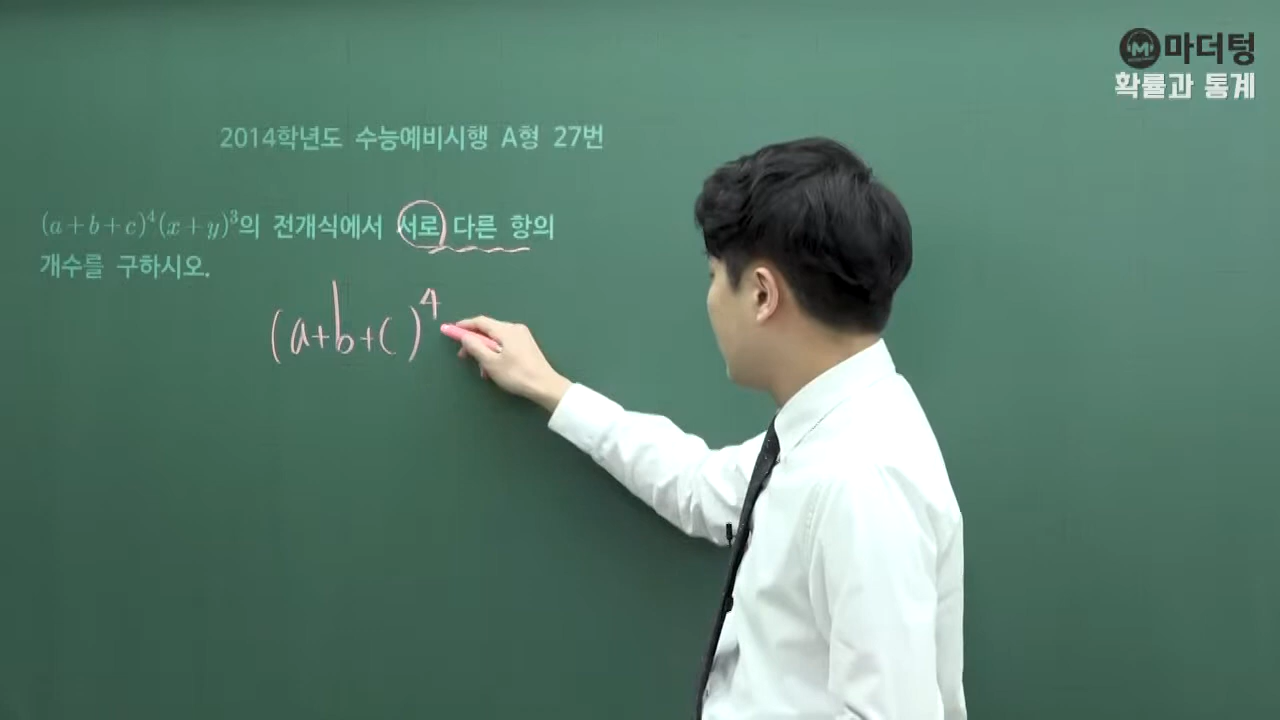 마더텅
확률과 통계
2014학년도 수능예비시행 A형 27번
(a+b+c)⁴(x+y)³의 전개식에서 서로 다른 항의
개수를 구하시오.
(a+b+c)⁴